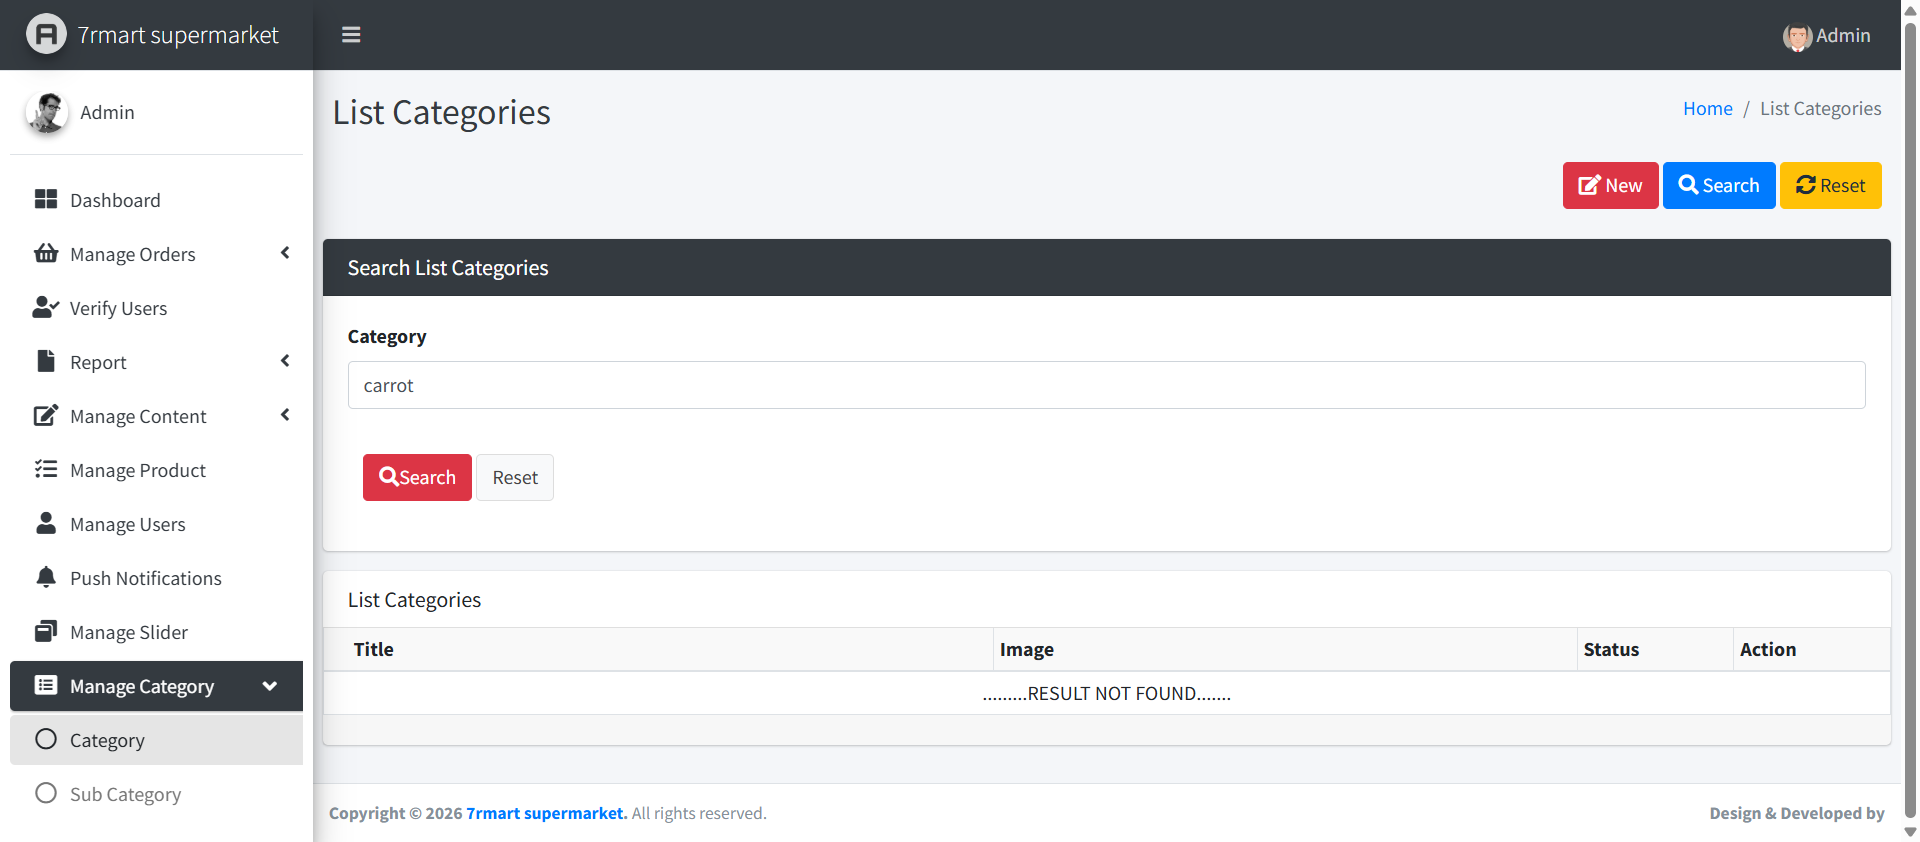 7rmart supermarket
Admin
Admin
List Categories
Home / List Categories
New Search Reset
Dashboard
Manage Orders
Verify Users
Report
Manage Content
Manage Product
Manage Users
Push Notifications
Manage Slider
Manage Category
Category
Sub Category
Search List Categories
Category
carrot
Search Reset
List Categories
Title Image Status Action
.........RESULT NOT FOUND.......
Copyright © 2026 7rmart supermarket. All rights reserved.
Design & Developed by